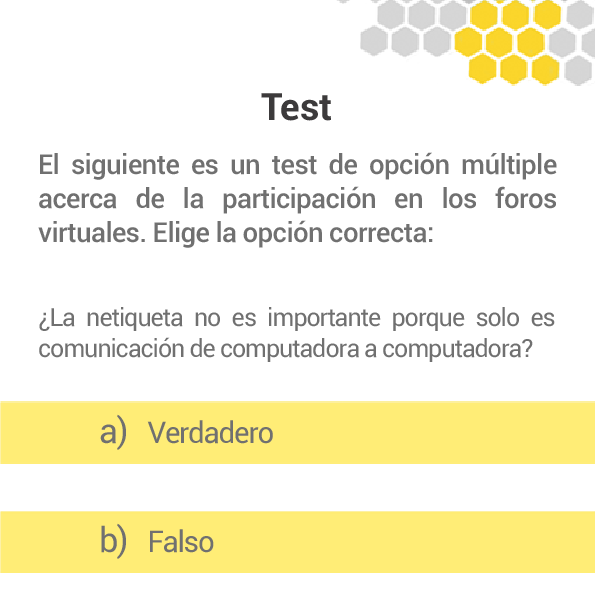 Test
El siguiente es un test de opción múltiple
acerca de la participación en los foros
virtuales. Elige la opción correcta:
¿La netiqueta no es importante porque solo es
comunicación de computadora a computadora?
a) Verdadero
b) Falso